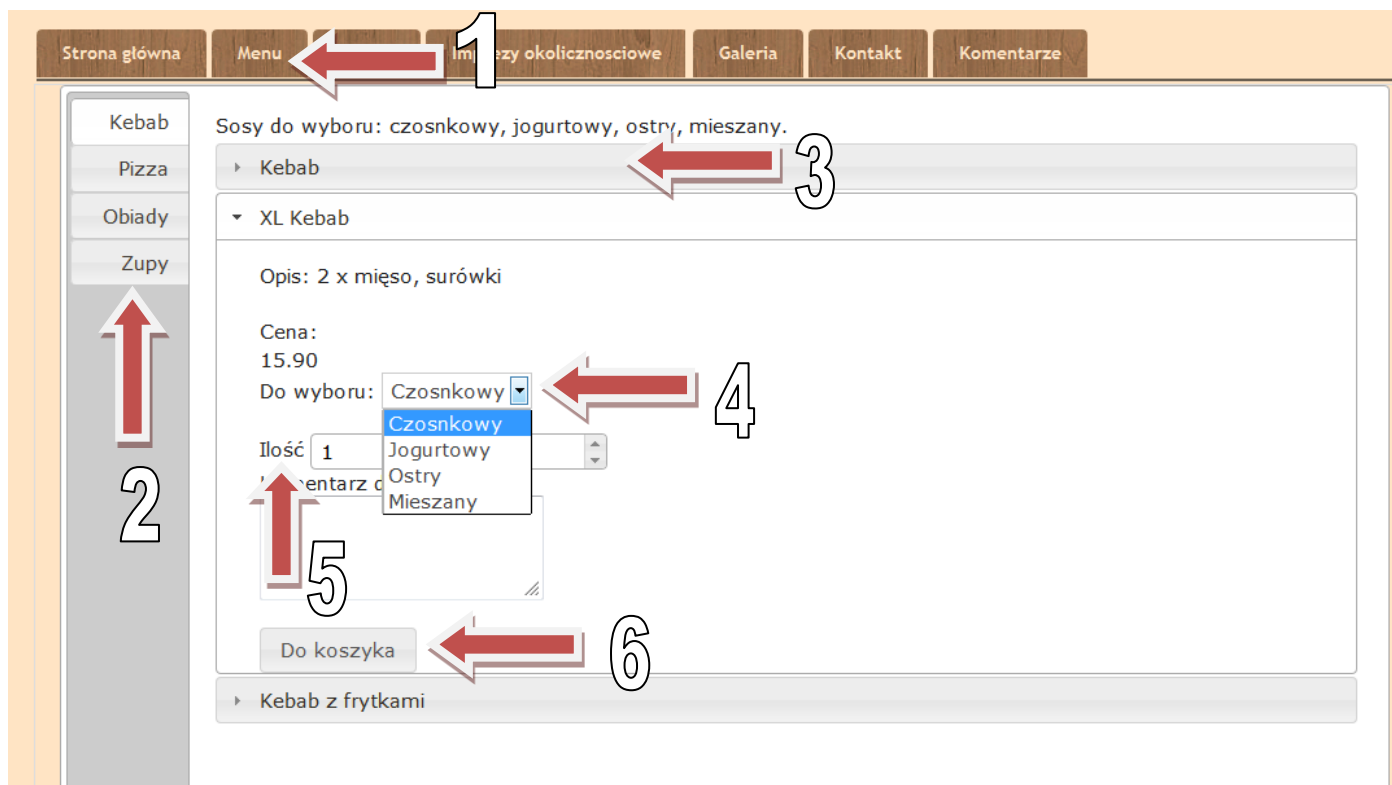 Strona główna Menu Imprezy okolicznosciowe Galeria Kontakt Komentarze
1
Kebab
Pizza
Obiady
Zupy
2
Sosy do wyboru: czosnkowy, jogurtowy, ostry, mieszany.
Kebab
3
XL Kebab
Opis: 2 x mięso, surówki
Cena:
15.90
Do wyboru: Czosnkowy
4
Czosnkowy
Jogurtowy
Ostry
Mieszany
Ilość 1
Komentarz
5
Do koszyka
6
Kebab z frytkami